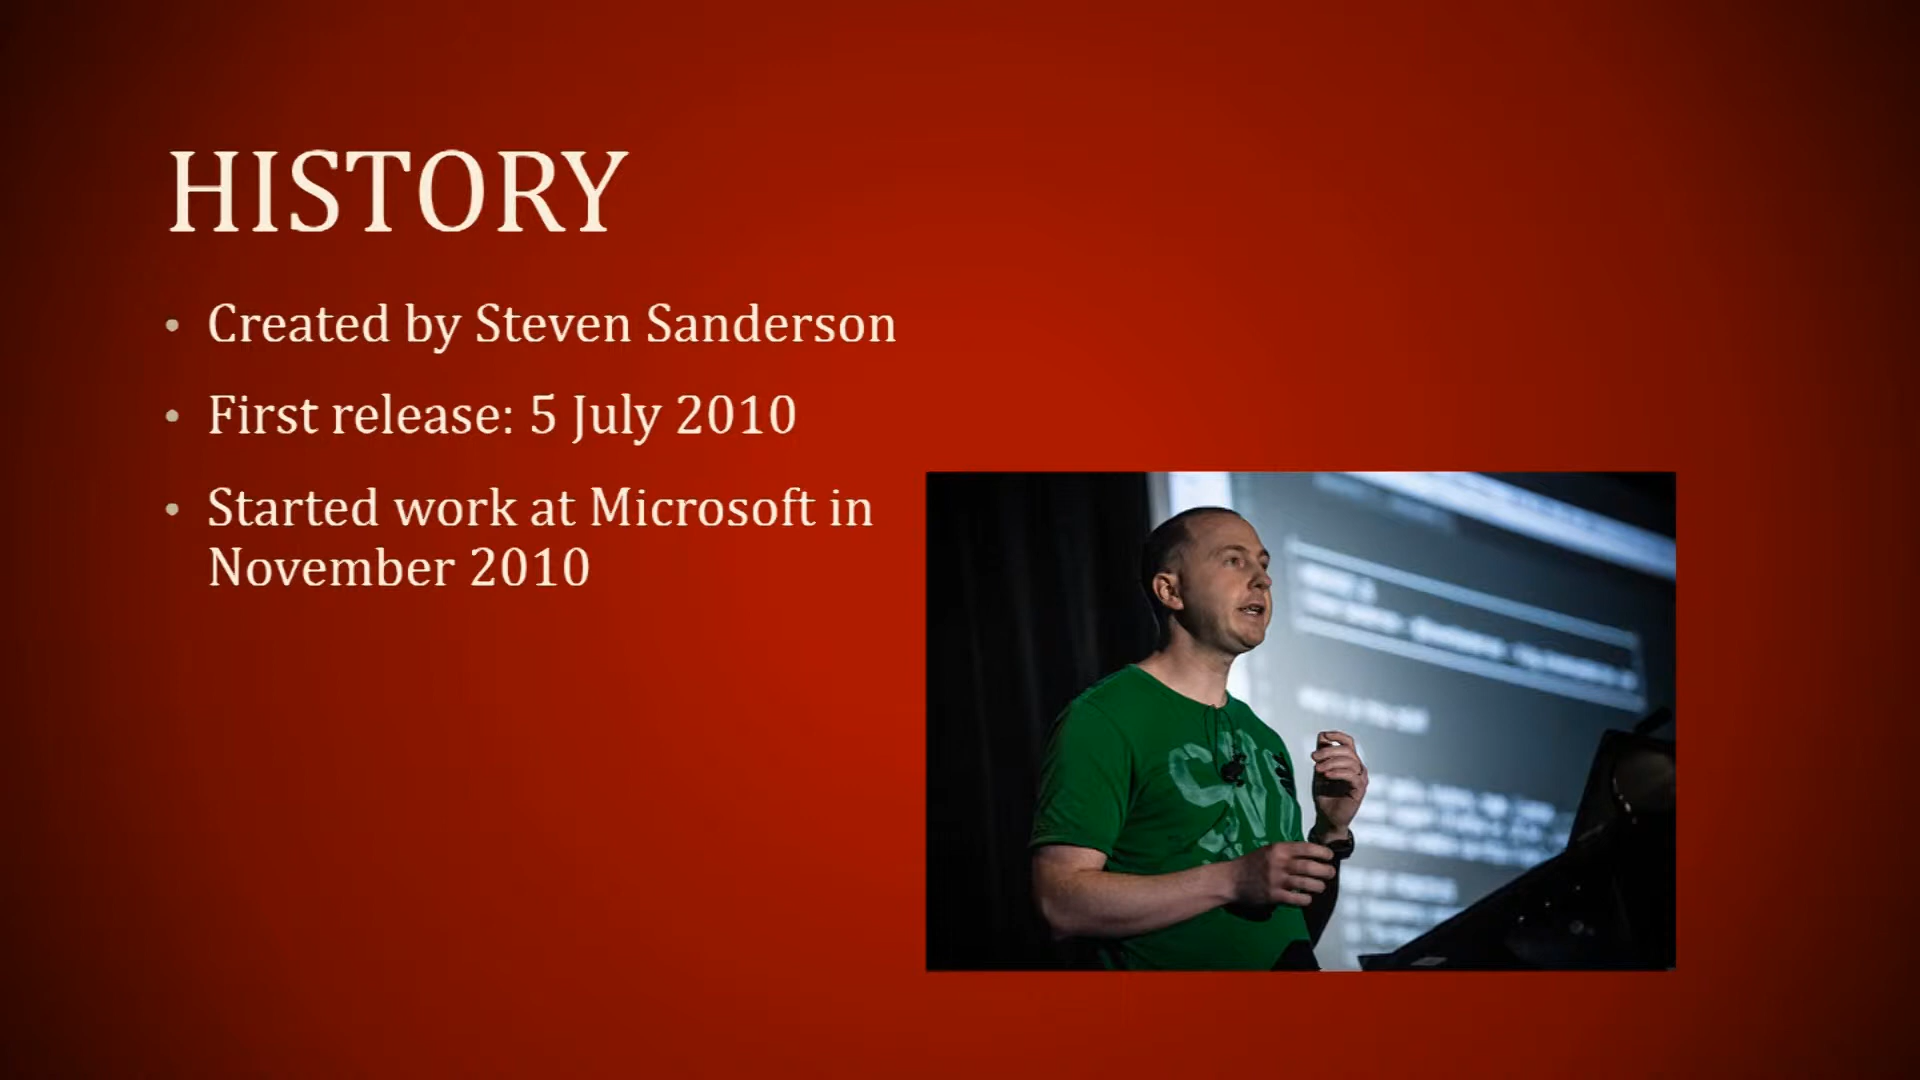 HISTORY
• Created by Steven Sanderson
• First release: 5 July 2010
• Started work at Microsoft in
November 2010